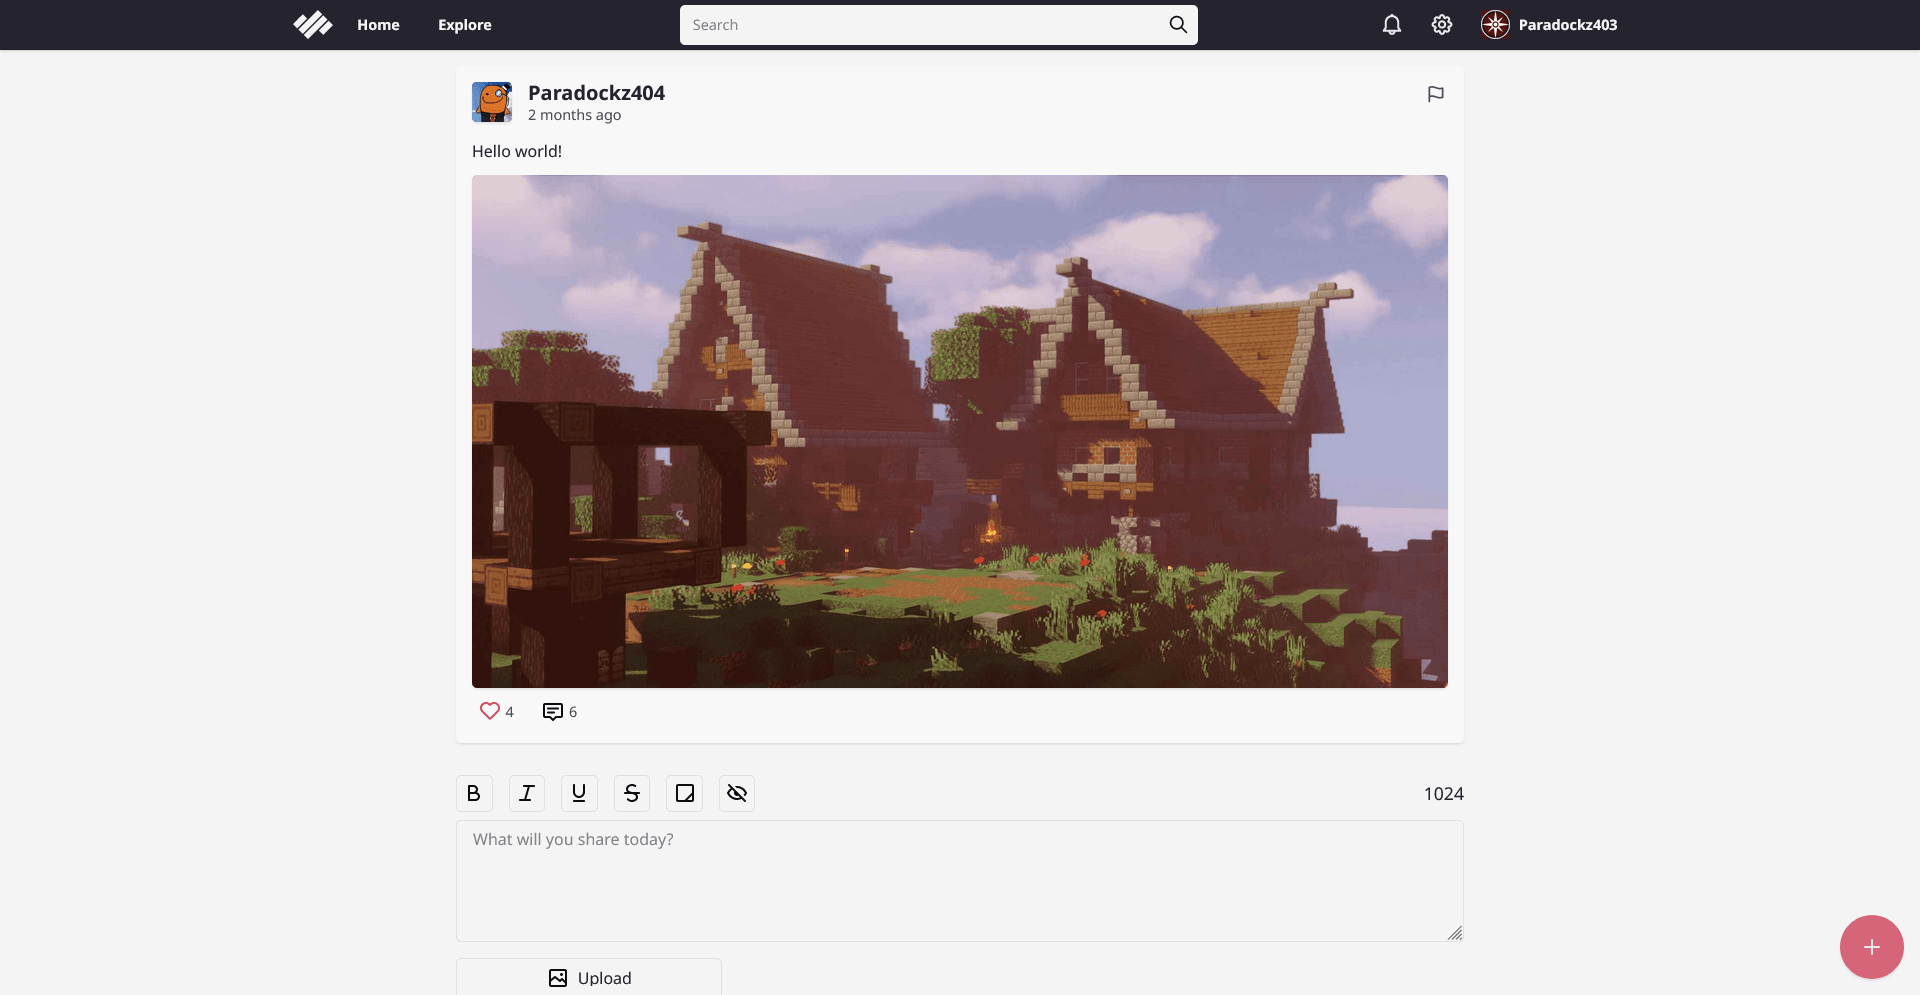 Home
Explore
Search
Paradockz403
Paradockz404
2 months ago
Hello world!
4
6
B I U S
1024
What will you share today?
Upload